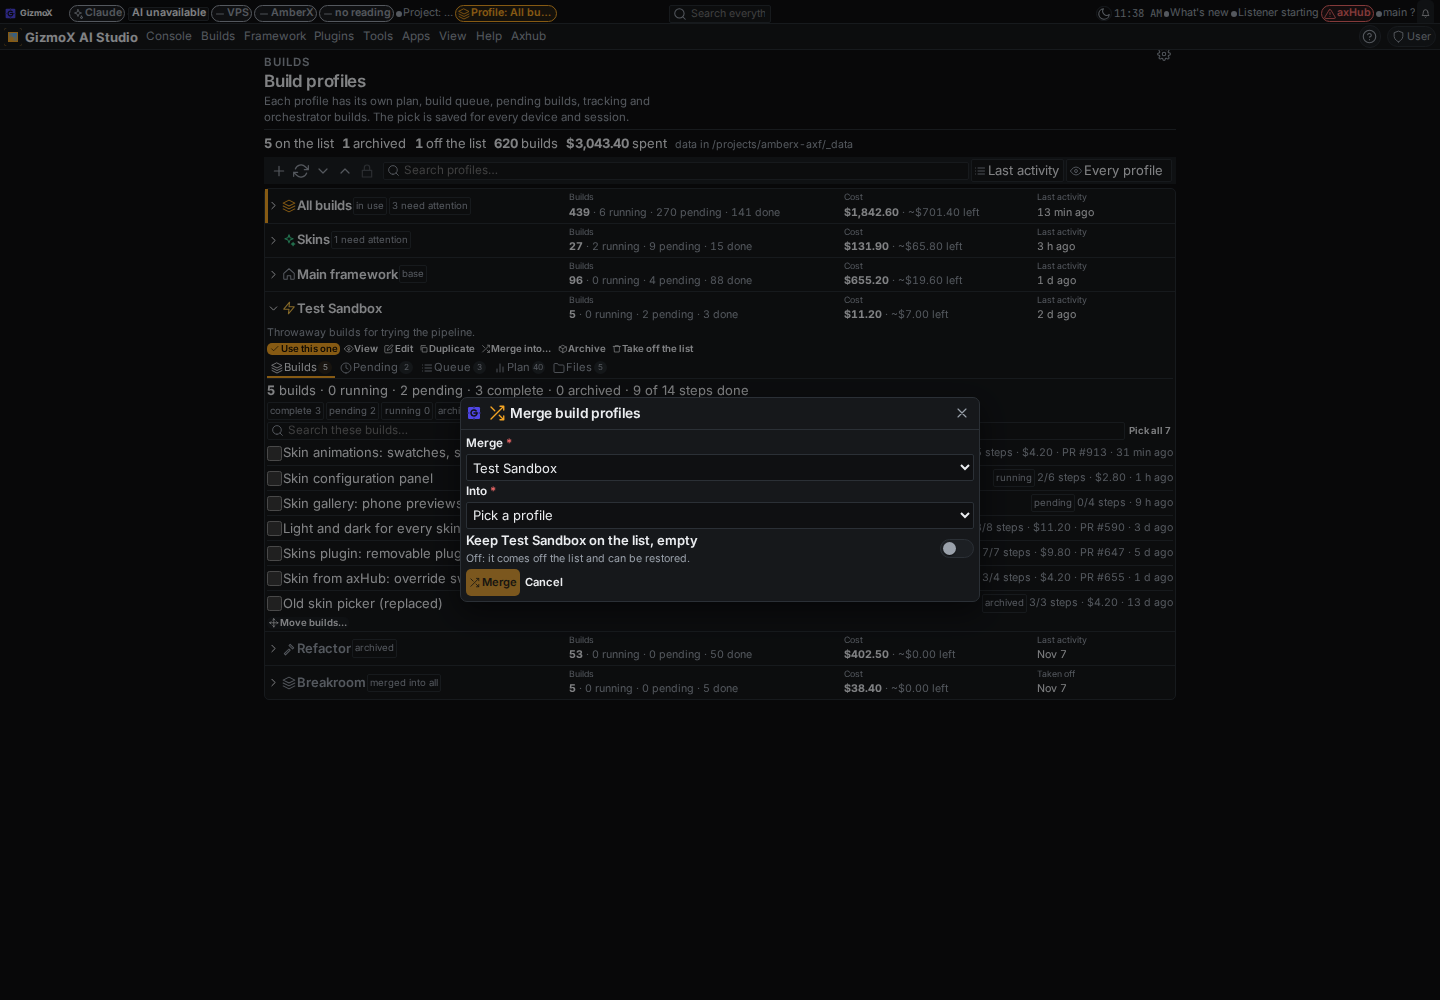 GizmoX Claude AI unavailable — VPS — AmberX — no reading Project: ... Profile: All bu... Search everyth 11:38 AM What's new Listener starting axHub main ?
GizmoX AI Studio Console Builds Framework Plugins Tools Apps View Help Axhub User
BUILDS
Build profiles
Each profile has its own plan, build queue, pending builds, tracking and
orchestrator builds. The pick is saved for every device and session.
5 on the list 1 archived 1 off the list 620 builds $3,043.40 spent data in /projects/amberx-axf/_data
Search profiles... Last activity Every profile
Builds Cost Last activity
All builds in use 3 need attention 439 · 6 running · 270 pending · 141 done $1,842.60 · ~$701.40 left 13 min ago
Builds Cost Last activity
Skins 1 need attention 27 · 2 running · 9 pending · 15 done $131.90 · ~$65.80 left 3 h ago
Builds Cost Last activity
Main framework base 96 · 0 running · 4 pending · 88 done $655.20 · ~$19.60 left 1 d ago
Builds Cost Last activity
Test Sandbox 5 · 0 running · 2 pending · 3 done $11.20 · ~$7.00 left 2 d ago
Throwaway builds for trying the pipeline.
Use this one View Edit Duplicate Merge into... Archive Take off the list
Builds 5 Pending 2 Queue 3 Plan 40 Files 5
5 builds · 0 running · 2 pending · 3 complete · 0 archived · 9 of 14 steps done
complete 3 pending 2 running 0
Search these builds... Pick all 7
Skin animations: swatches, steps · $4.20 · PR #913 · 31 min ago
Skin configuration panel running 2/6 steps · $2.80 · 1 h ago
Skin gallery: phone previews pending 0/4 steps · 9 h ago
Light and dark for every skin /8 steps · $11.20 · PR #590 · 3 d ago
Skins plugin: removable plug 7/7 steps · $9.80 · PR #647 · 5 d ago
Skin from axHub: override 3/4 steps · $4.20 · PR #655 · 1 d ago
Old skin picker (replaced) archived 3/3 steps · $4.20 · 13 d ago
Move builds...
Merge build profiles
Merge *
Test Sandbox
Into *
Pick a profile
Keep Test Sandbox on the list, empty
Off: it comes off the list and can be restored.
Merge Cancel
Builds Cost Last activity
Refactor archived 53 · 0 running · 0 pending · 50 done $402.50 · ~$0.00 left Nov 7
Builds Cost Taken off
Breakroom merged into all 5 · 0 running · 0 pending · 5 done $38.40 · ~$0.00 left Nov 7